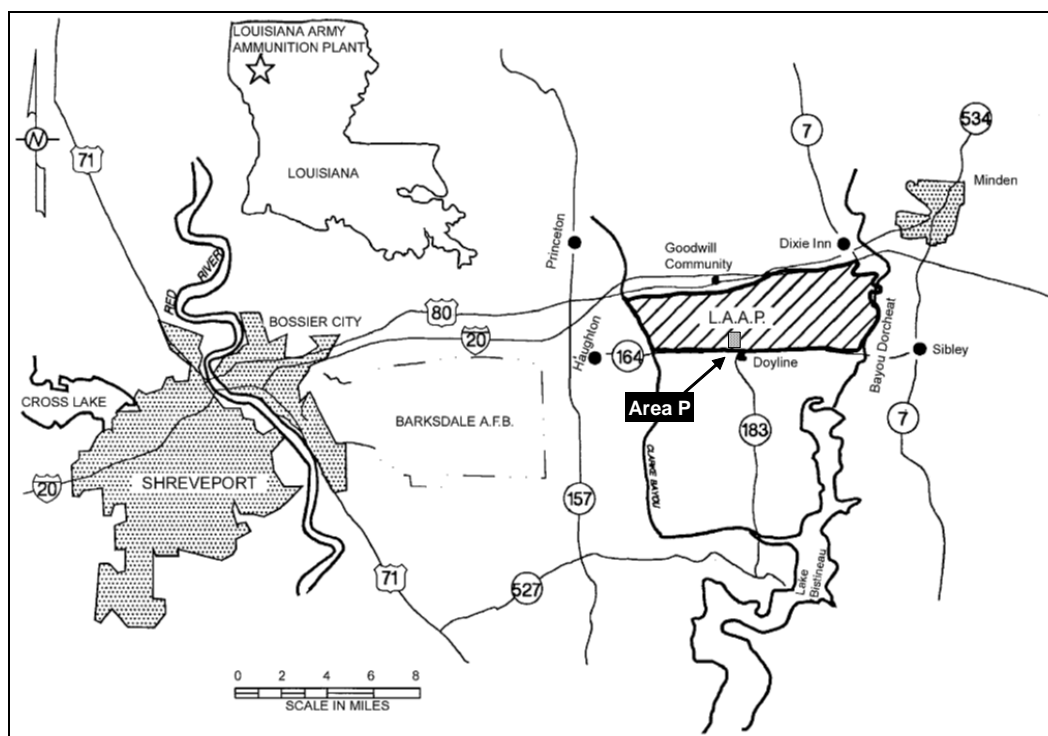 LOUISIANA ARMY
AMMUNITION PLANT
LOUISIANA
N
71
7
534
Minden
Princeton
Goodwill
Community
Dixie Inn
RED
RIVER
80
BOSSIER CITY
20
L.A.A.P.
Haughton
164
Doyline
Bayou Dorcheat
Sibley
CROSS LAKE
Area P
BARKSDALE A.F.B.
183
7
CLARKE BAYOU
20
SHREVEPORT
157
71
527
Lake
Bistineau
0 2 4 6 8
SCALE IN MILES